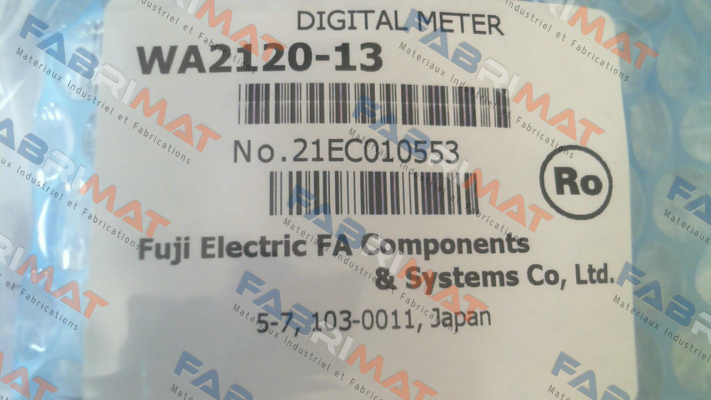 DIGITAL METER
WA2120-13
No.21EC010553
Ro
Fuji Electric FA Components
& Systems Co, Ltd.
5-7, 103-0011, Japan
FABRIMAT
Materiaux Industriel et Fabrications